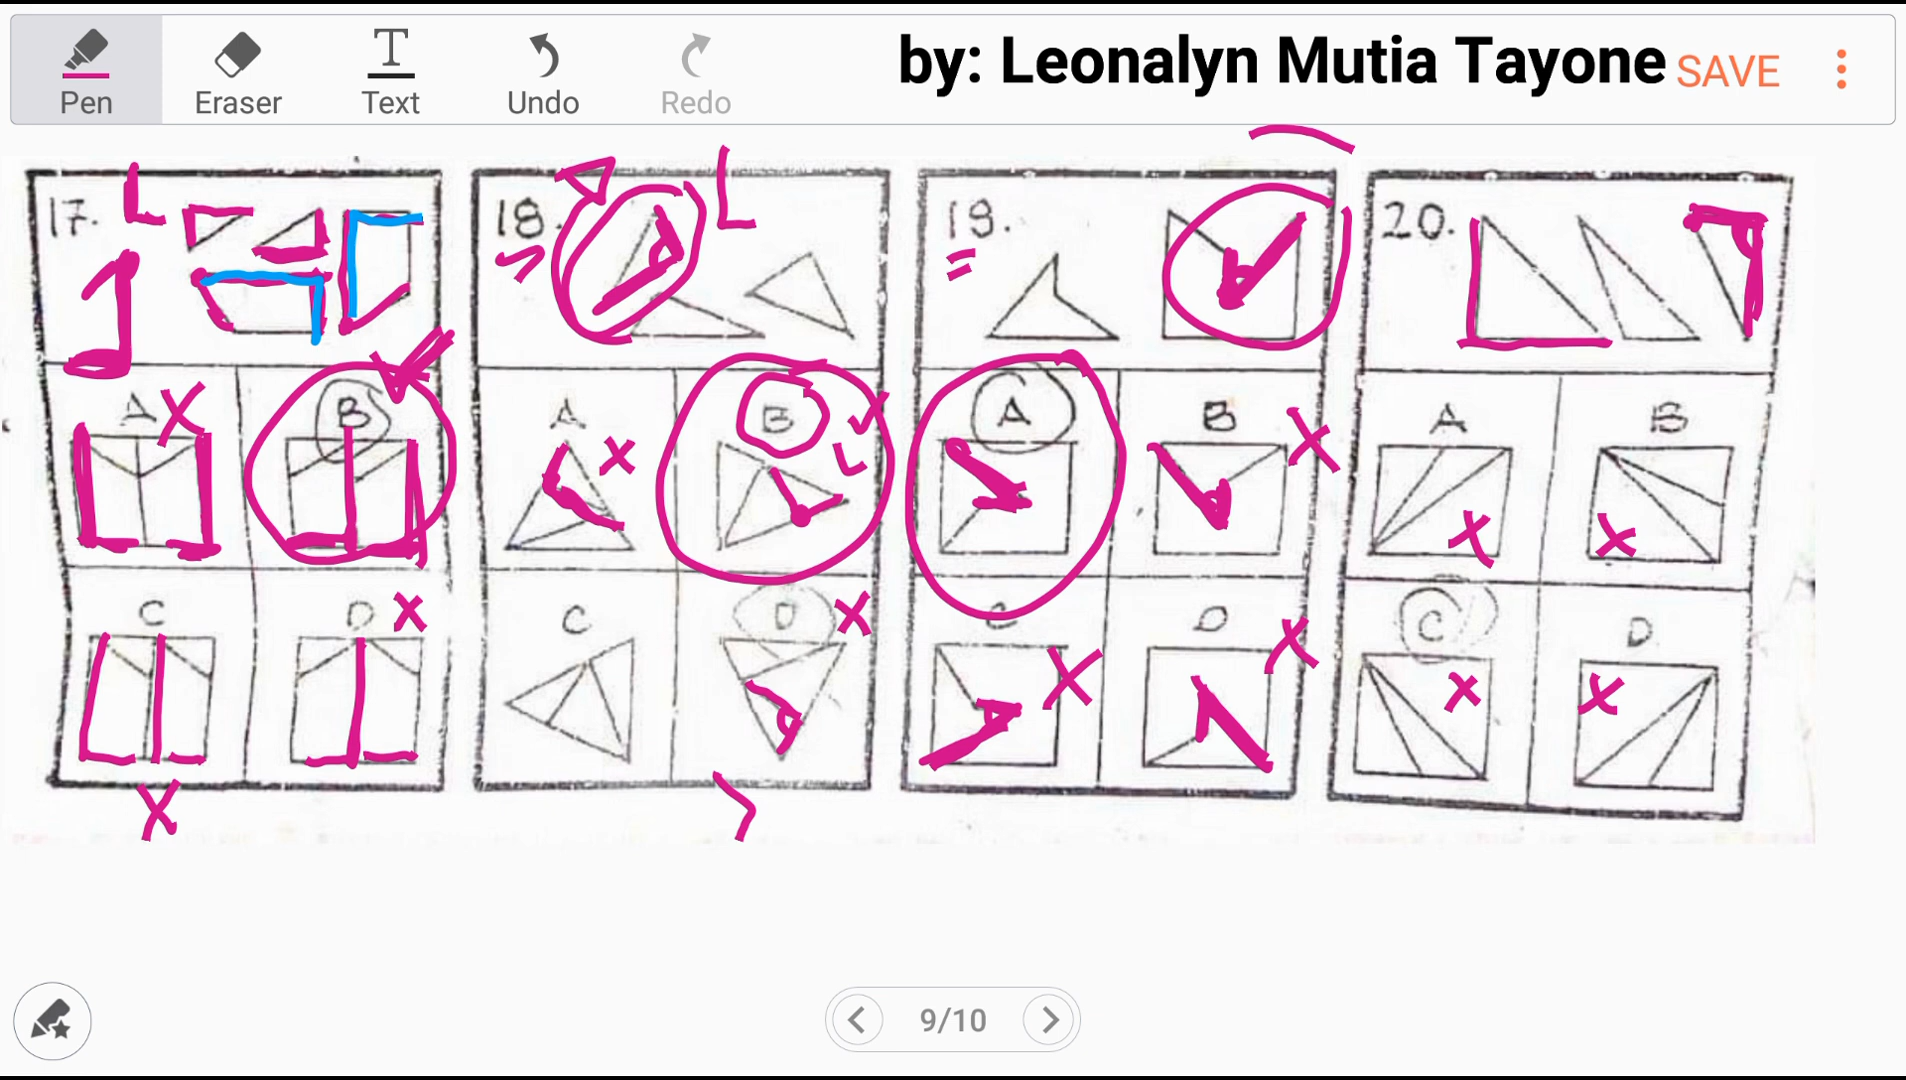 by: Leonalyn Mutia Tayone
SAVE
Pen
Eraser
Text
Undo
Redo
17.
18.
19.
20.
A
B
A
B
A
B
A
B
C
D
C
D
C
D
C
D
9/10